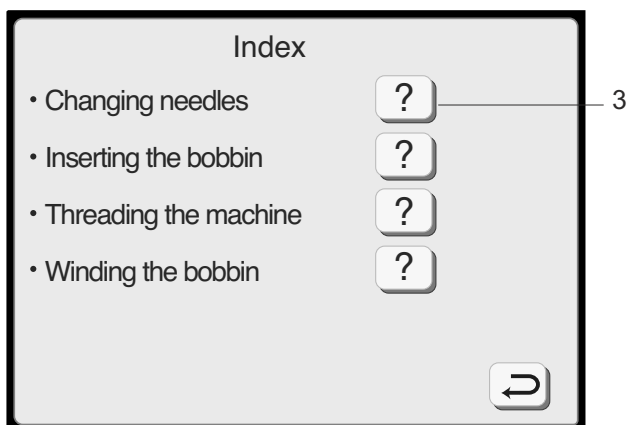 Index
• Changing needles ?
3
• Inserting the bobbin ?
• Threading the machine ?
• Winding the bobbin ?